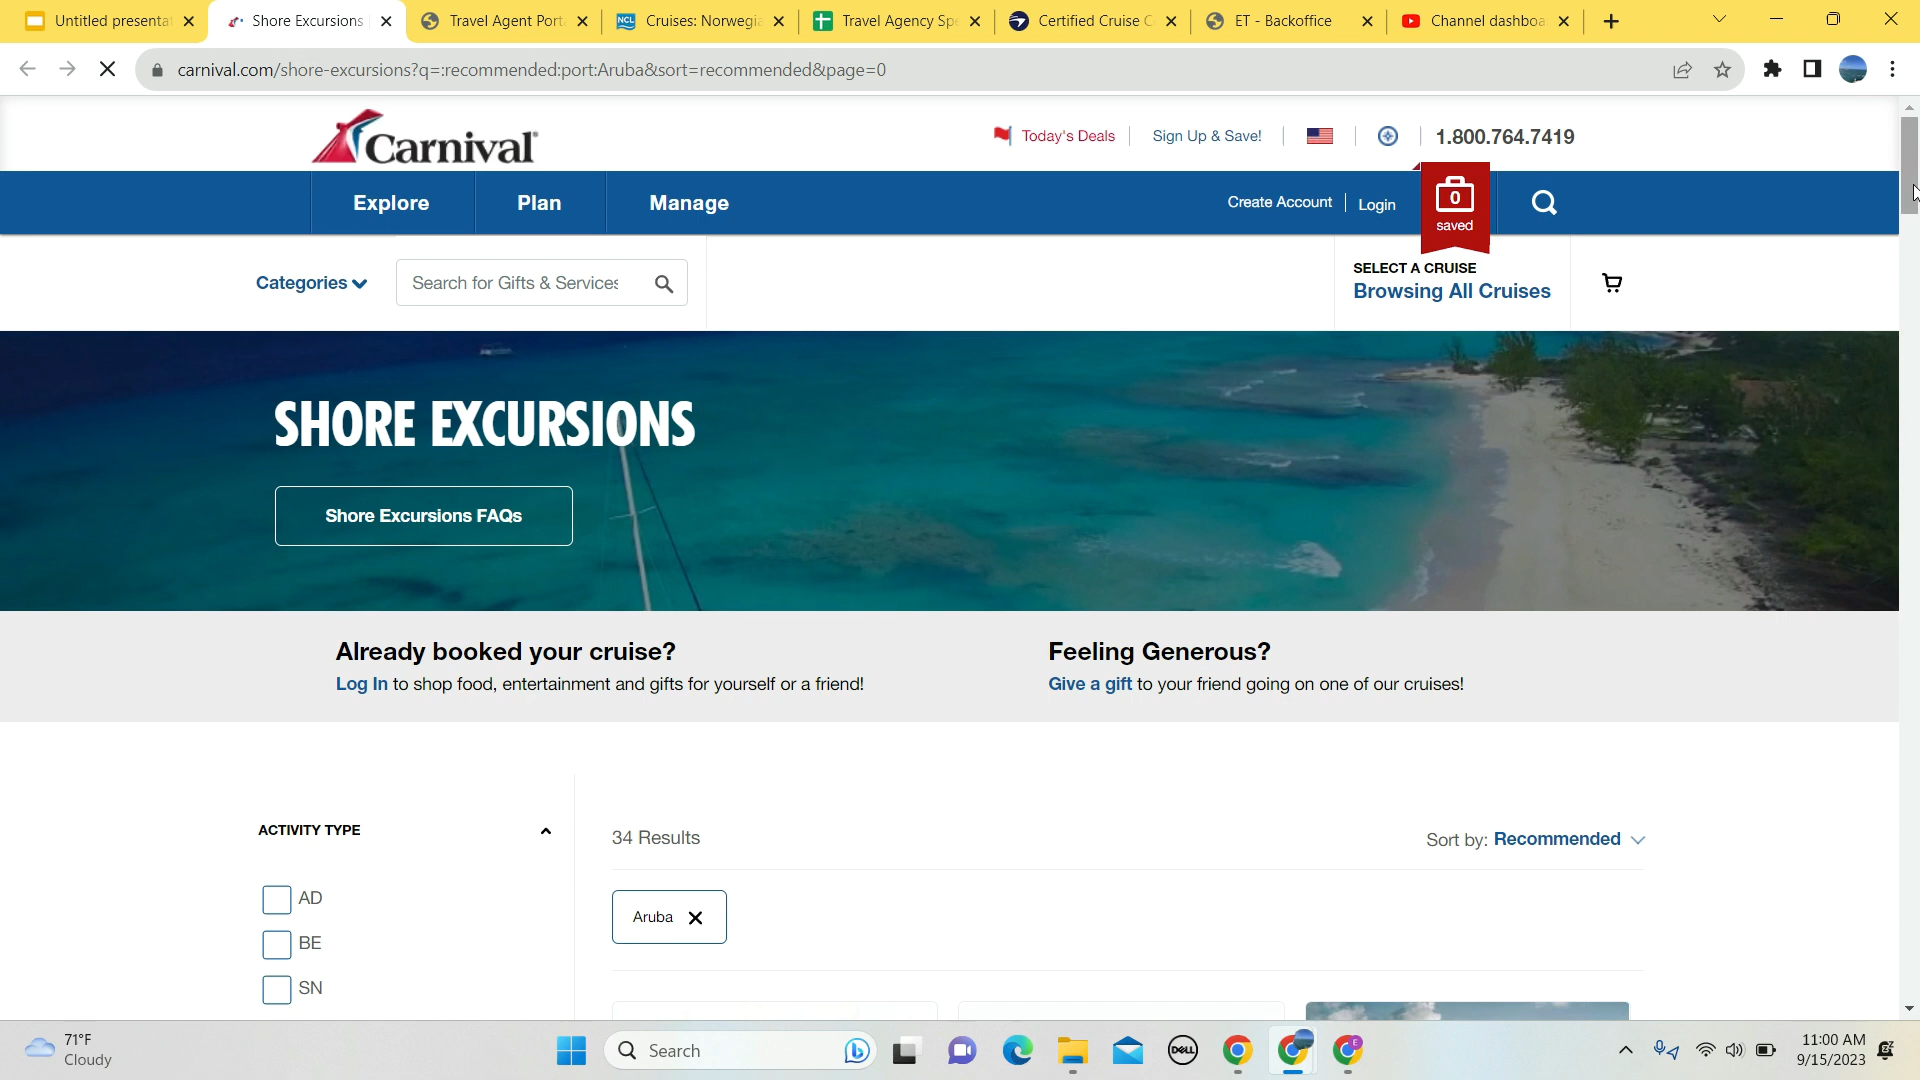 Untitled presentat
Shore Excursions
Travel Agent Port
NCL
Cruises: Norwegia
Travel Agency Spe
Certified Cruise C
ET - Backoffice
Channel dashboa
carnival.com/shore-excursions?q=:recommended:port:Aruba&sort=recommended&page=0
Carnival
Today's Deals
Sign Up & Save!
1.800.764.7419
Explore
Plan
Manage
Create Account
Login
0
saved
Categories
Search for Gifts & Services
SELECT A CRUISE
Browsing All Cruises
SHORE EXCURSIONS
Shore Excursions FAQs
Already booked your cruise?
Log In to shop food, entertainment and gifts for yourself or a friend!
Feeling Generous?
Give a gift to your friend going on one of our cruises!
ACTIVITY TYPE
AD
BE
SN
34 Results
Sort by: Recommended
Aruba
71°F
Cloudy
Search
DELL
E
11:00 AM
9/15/2023